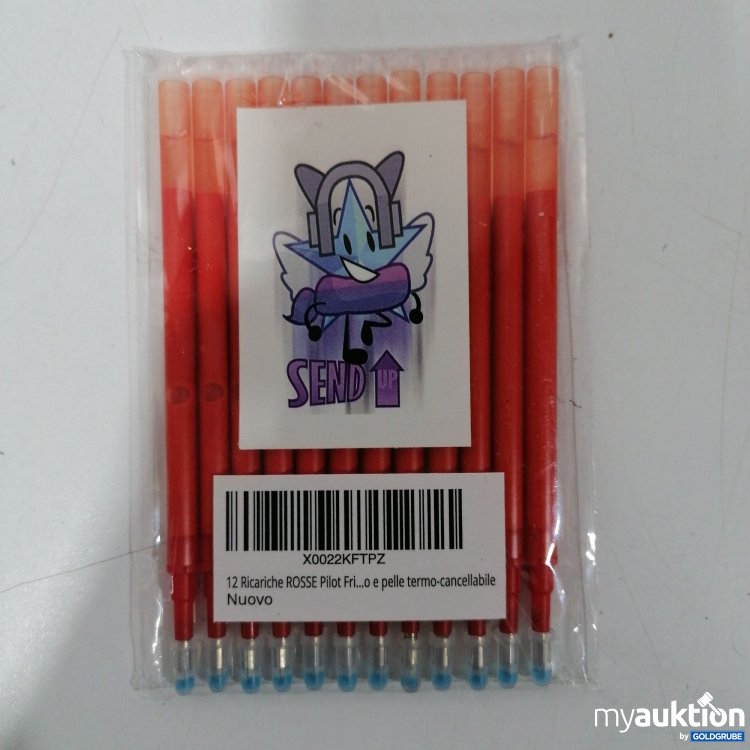 SEND UP
X0022KFTPZ
12 Ricariche ROSSE Pilot Fri...o e pelle termo-cancellabile
Nuovo
myauktion
by GOLDGRUBE